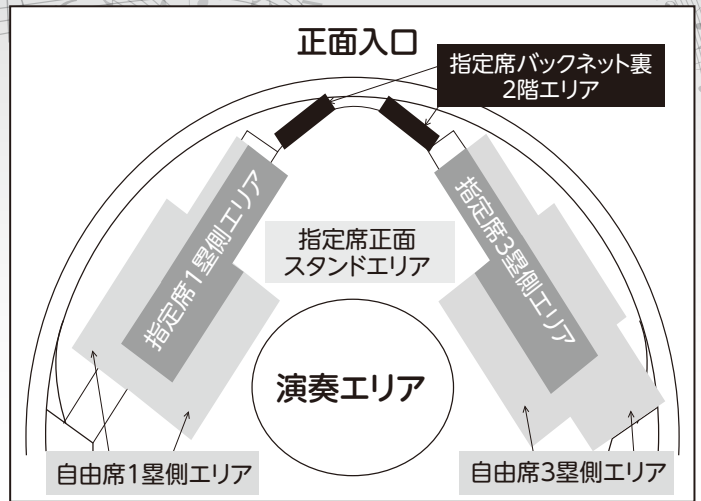 正面入口
指定席バックネット裏
2階エリア
指定席1塁側エリア
指定席3塁側エリア
指定席正面
スタンドエリア
演奏エリア
自由席1塁側エリア
自由席3塁側エリア